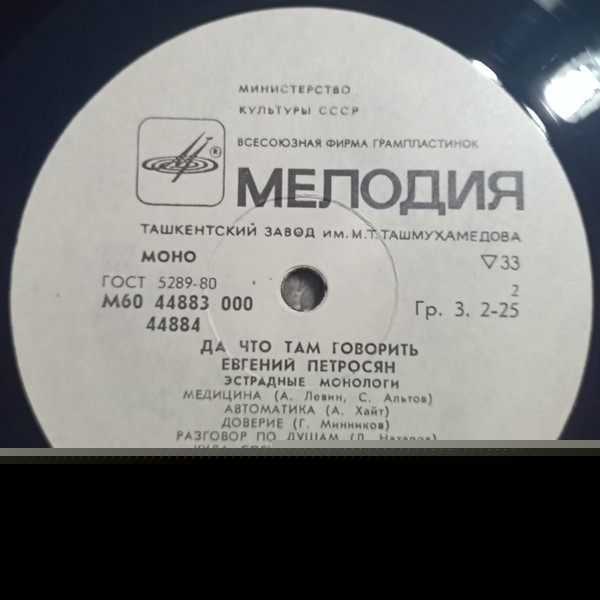 МИНИСТЕРСТВО
КУЛЬТУРЫ СССР
ВСЕСОЮЗНАЯ ФИРМА ГРАМПЛАСТИНОК
®
МЕЛОДИЯ
ТАШКЕНТСКИЙ ЗАВОД ИМ. М.Т. ТАШМУХАМЕДОВА
МОНО ▽33
ГОСТ 5289-80 2
М60 44883 000 Гр. 3. 2-25
44884
ДА ЧТО ТАМ ГОВОРИТЬ
ЕВГЕНИЙ ПЕТРОСЯН
ЭСТРАДНЫЕ МОНОЛОГИ
МЕДИЦИНА (А. Левин, С. Альтов)
АВТОМАТИКА (А. Хайт)
ДОВЕРИЕ (Г. Минников)
РАЗГОВОР ПО ДУШАМ (Л.